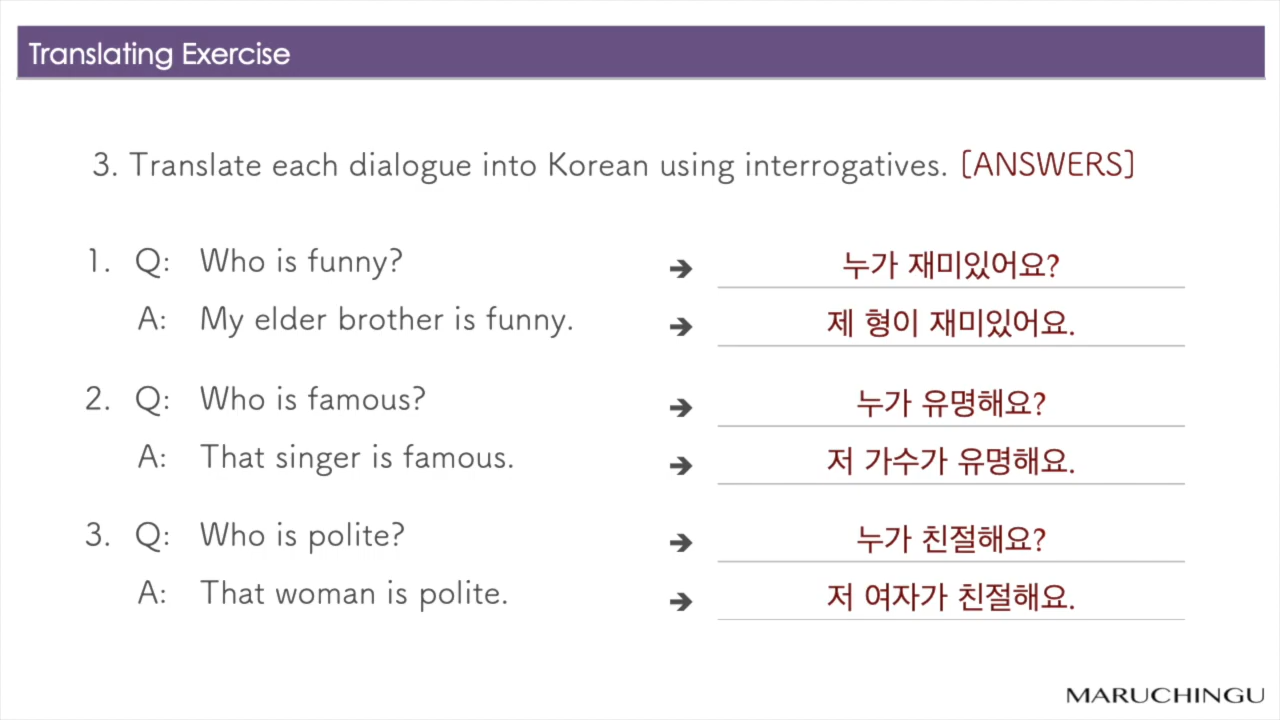 Translating Exercise
3. Translate each dialogue into Korean using interrogatives. [ANSWERS]
1. Q: Who is funny? ➔ 누가 재미있어요?
A: My elder brother is funny. ➔ 제 형이 재미있어요.
2. Q: Who is famous? ➔ 누가 유명해요?
A: That singer is famous. ➔ 저 가수가 유명해요.
3. Q: Who is polite? ➔ 누가 친절해요?
A: That woman is polite. ➔ 저 여자가 친절해요.
MARUCHINGU